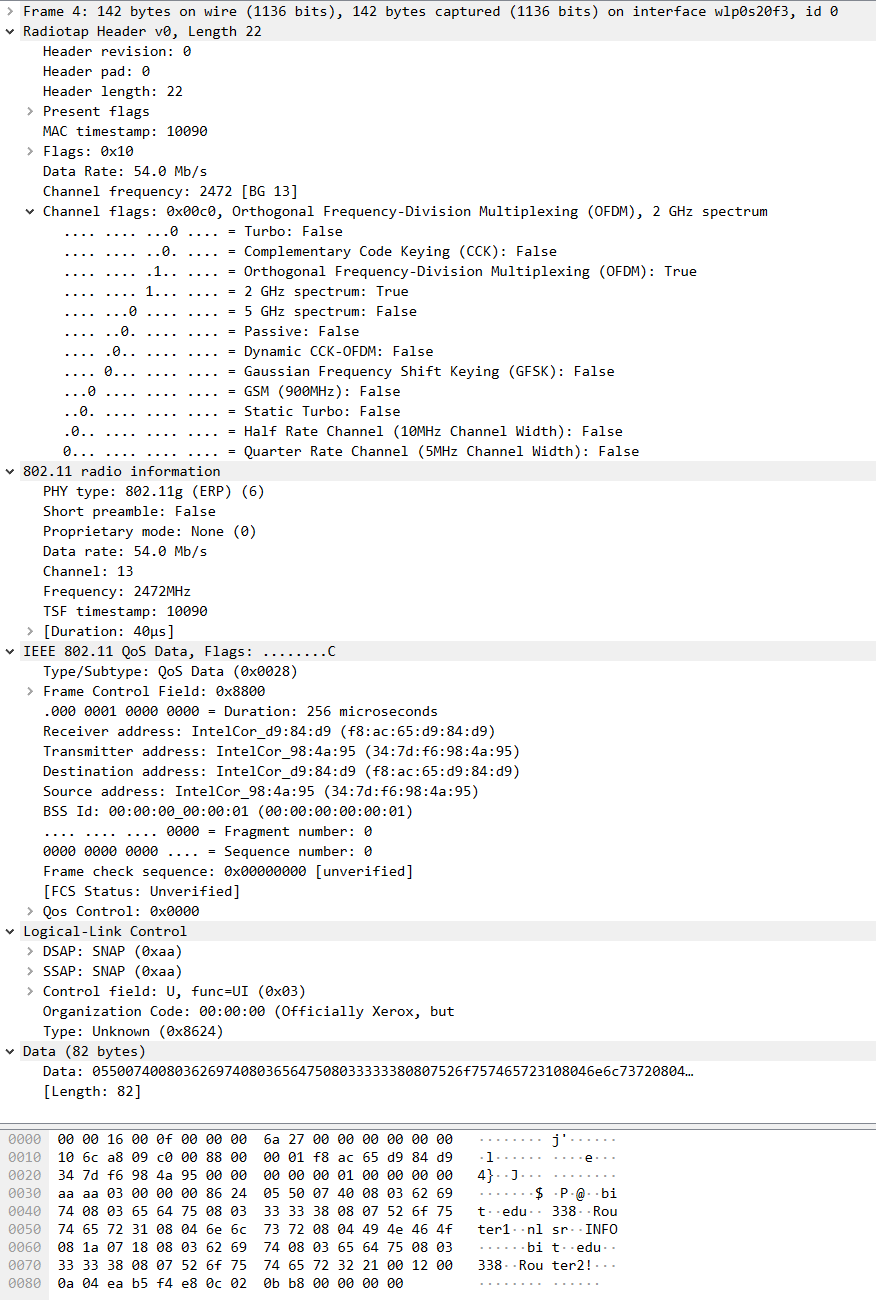 Frame 4: 142 bytes on wire (1136 bits), 142 bytes captured (1136 bits) on interface wlp0s20f3, id 0
Radiotap Header v0, Length 22
Header revision: 0
Header pad: 0
Header length: 22
Present flags
MAC timestamp: 10090
Flags: 0x10
Data Rate: 54.0 Mb/s
Channel frequency: 2472 [BG 13]
Channel flags: 0x00c0, Orthogonal Frequency-Division Multiplexing (OFDM), 2 GHz spectrum
.... .... ...0 .... = Turbo: False
.... .... ..0. .... = Complementary Code Keying (CCK): False
.... .... .1.. .... = Orthogonal Frequency-Division Multiplexing (OFDM): True
.... .... 1... .... = 2 GHz spectrum: True
.... ...0 .... .... = 5 GHz spectrum: False
.... ..0. .... .... = Passive: False
.... .0.. .... .... = Dynamic CCK-OFDM: False
.... 0... .... .... = Gaussian Frequency Shift Keying (GFSK): False
...0 .... .... .... = GSM (900MHz): False
..0. .... .... .... = Static Turbo: False
.0.. .... .... .... = Half Rate Channel (10MHz Channel Width): False
0... .... .... .... = Quarter Rate Channel (5MHz Channel Width): False
802.11 radio information
PHY type: 802.11g (ERP) (6)
Short preamble: False
Proprietary mode: None (0)
Data rate: 54.0 Mb/s
Channel: 13
Frequency: 2472MHz
TSF timestamp: 10090
[Duration: 40µs]
IEEE 802.11 QoS Data, Flags: ........C
Type/Subtype: QoS Data (0x0028)
Frame Control Field: 0x8800
.000 0001 0000 0000 = Duration: 256 microseconds
Receiver address: IntelCor_d9:84:d9 (f8:ac:65:d9:84:d9)
Transmitter address: IntelCor_98:4a:95 (34:7d:f6:98:4a:95)
Destination address: IntelCor_d9:84:d9 (f8:ac:65:d9:84:d9)
Source address: IntelCor_98:4a:95 (34:7d:f6:98:4a:95)
BSS Id: 00:00:00_00:00:01 (00:00:00:00:00:01)
.... .... .... 0000 = Fragment number: 0
0000 0000 0000 .... = Sequence number: 0
Frame check sequence: 0x00000000 [unverified]
[FCS Status: Unverified]
Qos Control: 0x0000
Logical-Link Control
DSAP: SNAP (0xaa)
SSAP: SNAP (0xaa)
Control field: U, func=UI (0x03)
Organization Code: 00:00:00 (Officially Xerox, but
Type: Unknown (0x8624)
Data (82 bytes)
Data: 055007400803626974080365647508033333380807526f757465723108046e6c73720804…
[Length: 82]
0000 00 00 16 00 0f 00 00 00 6a 27 00 00 00 00 00 00 ········ j'······
0010 10 6c a8 09 c0 00 88 00 00 01 f8 ac 65 d9 84 d9 ·l······ ····e···
0020 34 7d f6 98 4a 95 00 00 00 00 00 01 00 00 00 00 4}··J··· ········
0030 aa aa 03 00 00 00 86 24 05 50 07 40 08 03 62 69 ·······$ ·P·@··bi
0040 74 08 03 65 64 75 08 03 33 33 38 08 07 52 6f 75 t··edu·· 338··Rou
0050 74 65 72 31 08 04 6e 6c 73 72 08 04 49 4e 46 4f ter1··nl sr··INFO
0060 08 1a 07 18 08 03 62 69 74 08 03 65 64 75 08 03 ······bi t··edu··
0070 33 33 38 08 07 52 6f 75 74 65 72 32 21 00 12 00 338··Rou ter2!···
0080 0a 04 ea b5 f4 e8 0c 02 0b b8 00 00 00 00 ········ ······